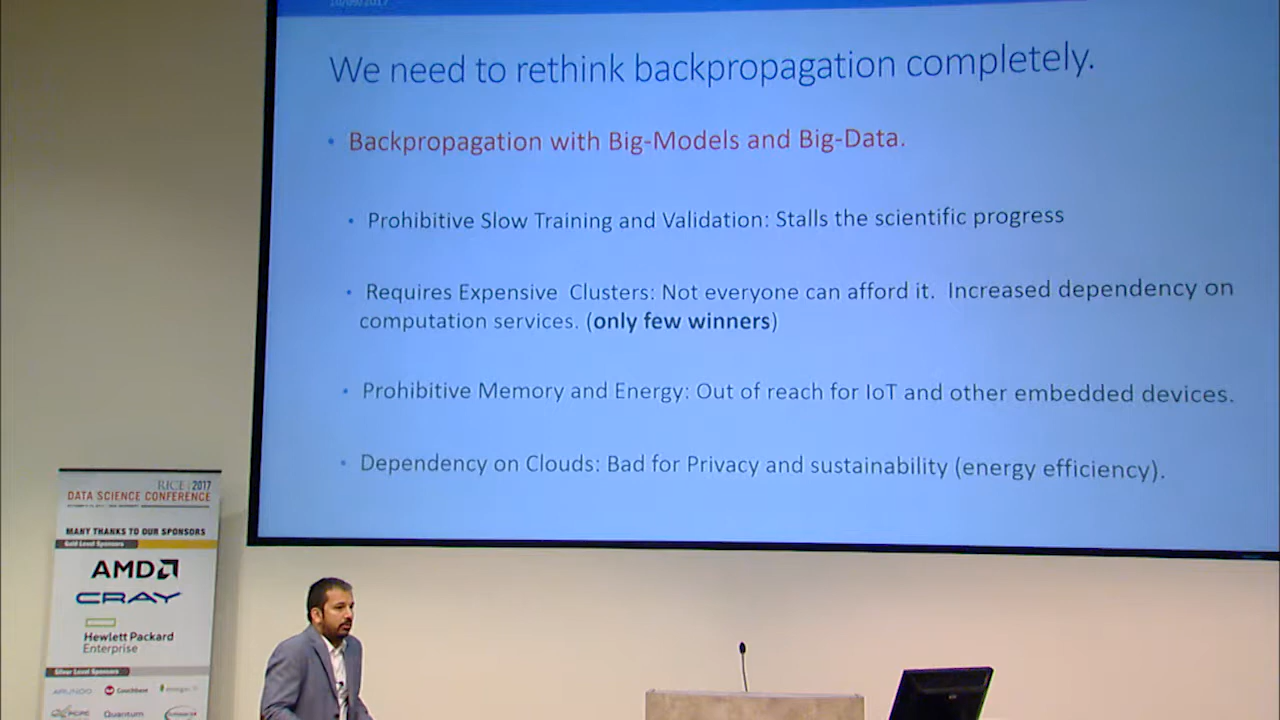 10/09/2017
We need to rethink backpropagation completely.
• Backpropagation with Big-Models and Big-Data.
• Prohibitive Slow Training and Validation: Stalls the scientific progress
• Requires Expensive Clusters: Not everyone can afford it. Increased dependency on
computation services. (only few winners)
• Prohibitive Memory and Energy: Out of reach for IoT and other embedded devices.
• Dependency on Clouds: Bad for Privacy and sustainability (energy efficiency).
RICE 2017
DATA SCIENCE CONFERENCE
MANY THANKS TO OUR SPONSORS
Gold Level Sponsors
AMD
CRAY
Hewlett Packard
Enterprise
Silver Level Sponsors
ARUNDO Couchbase
Quantum